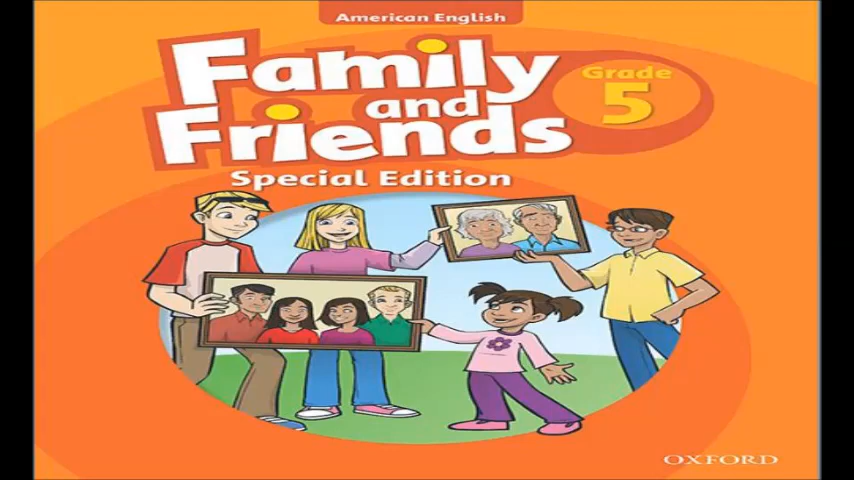 American English
Family
and
Friends
Grade
5
Special Edition
OXFORD